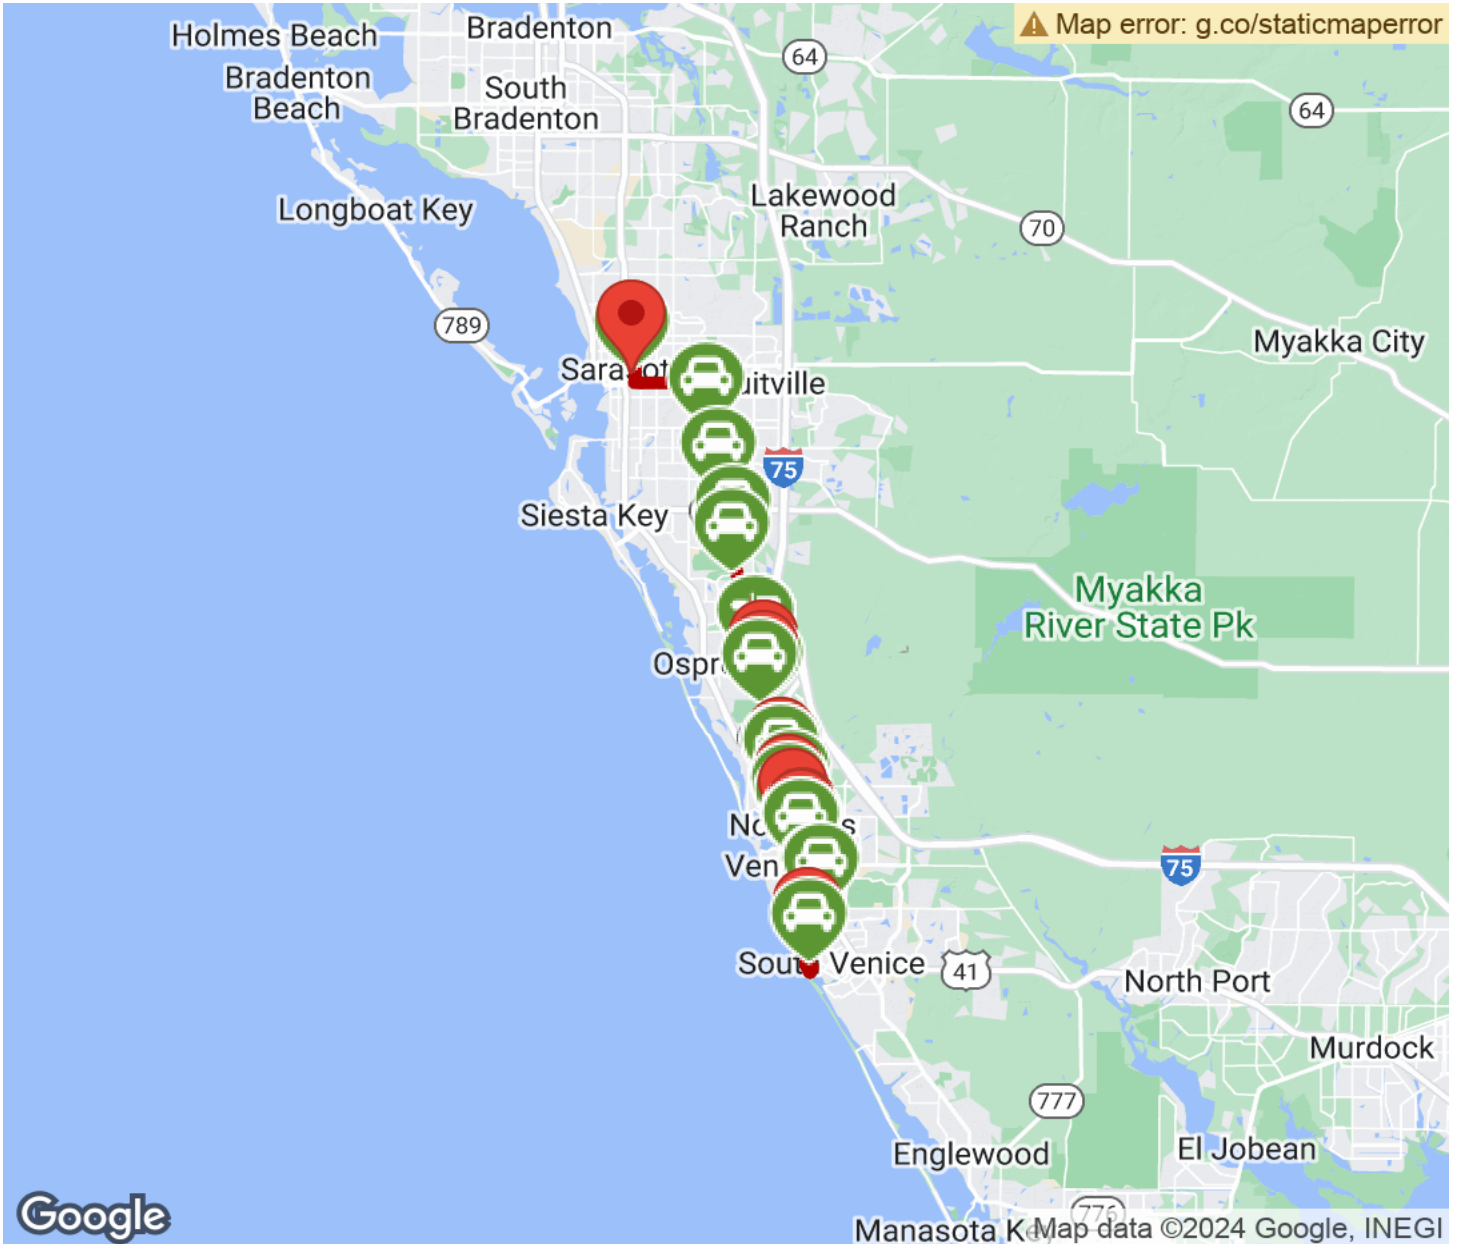 Holmes Beach
Bradenton
Map error: g.co/staticmaperror
Bradenton
Beach
64
South
Bradenton
64
Longboat Key
Lakewood
Ranch
70
789
Myakka City
75
Siesta Key
Myakka
River State Pk
75
Venice
41
North Port
Murdock
777
Englewood
El Jobean
776
Manasota
Map data ©2024 Google, INEGI
Google